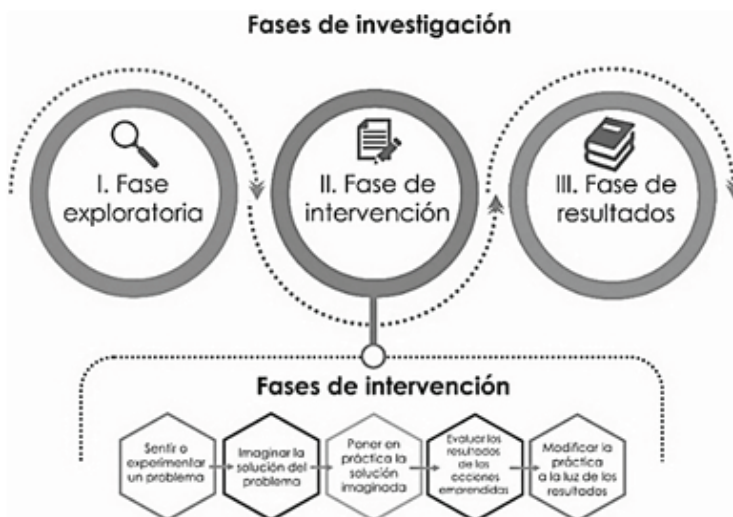 Fases de investigación
I. Fase
exploratoria
II. Fase de
intervención
III. Fase de
resultados
Fases de intervención
Sentir o
experimentar
un problema
Imaginar la
solución del
problema
Poner en
práctica la
solución
imaginada
Evaluar los
resultados
de las
acciones
emprendidas
Modificar la
práctica
a la luz de los
resultados